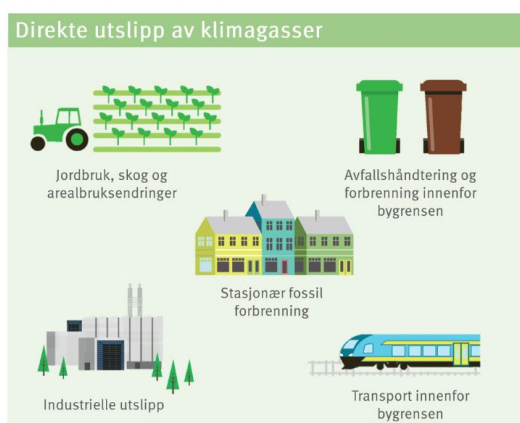 Direkte utslipp av klimagasser
Jordbruk, skog og
arealbruksendringer
Avfallshåndtering og
forbrenning innenfor
bygrensen
Stasjonær fossil
forbrenning
Industrielle utslipp
Transport innenfor
bygrensen